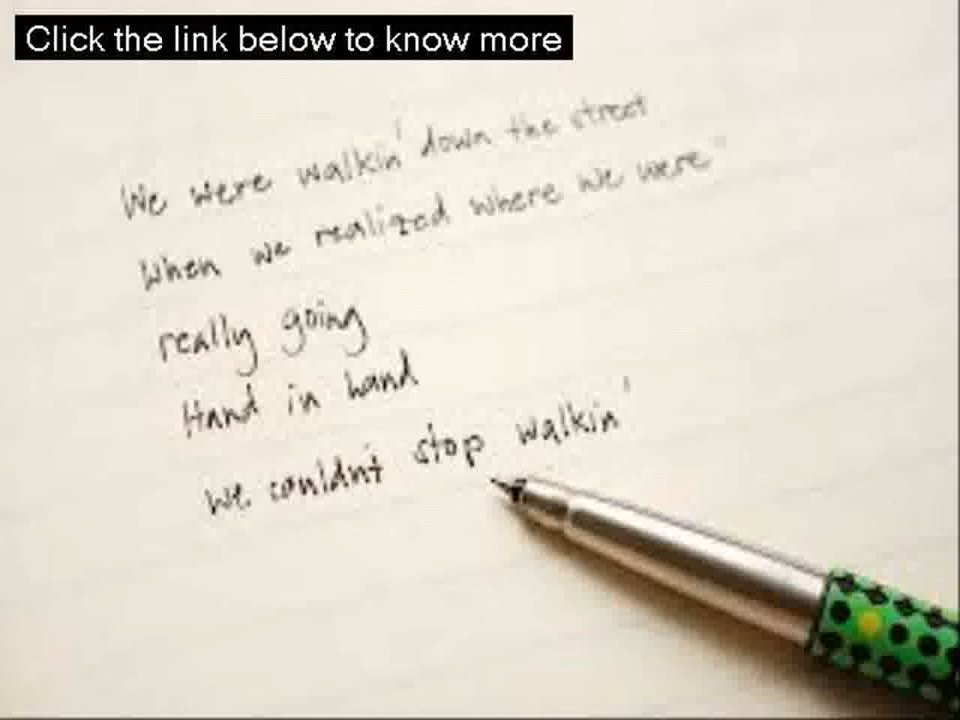 Click the link below to know more
We were walkin' down the street
When we realized where we were
really going
Hand in hand
We couldn't stop walkin'